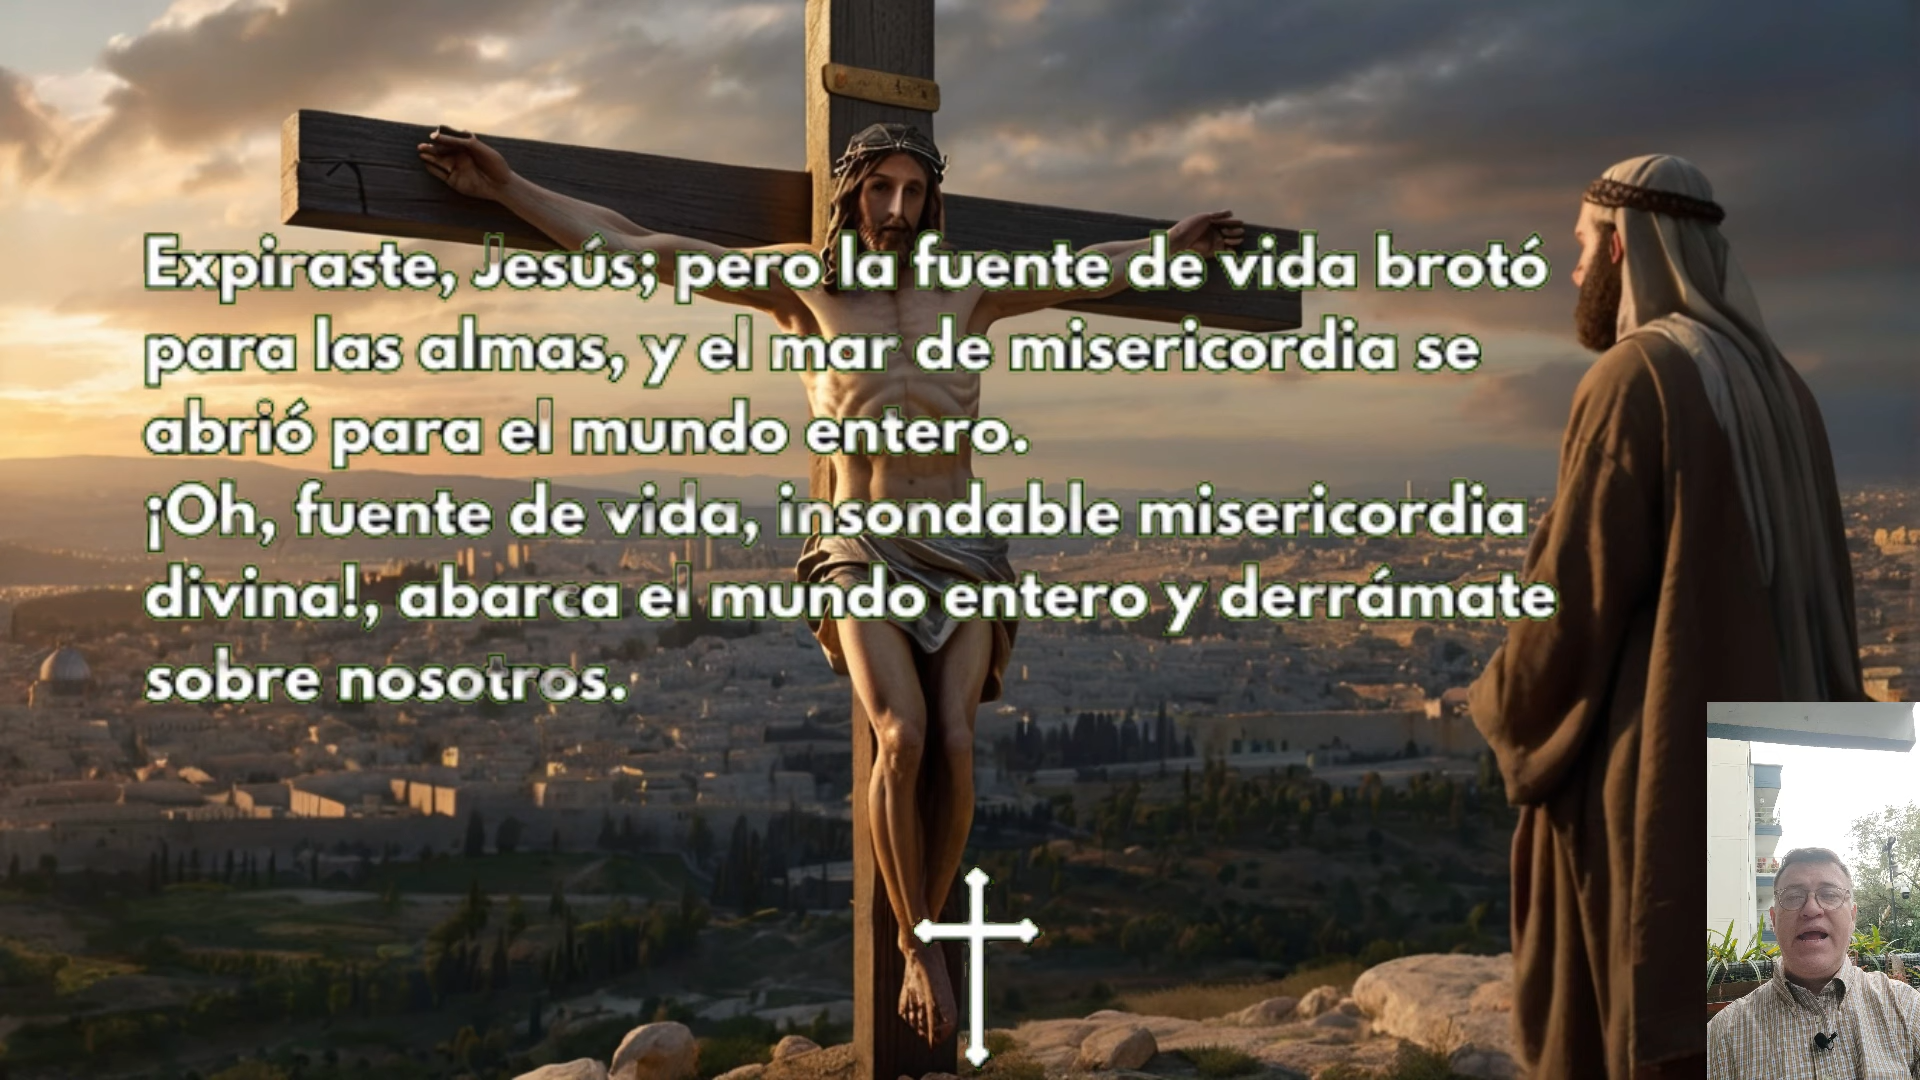 Expiraste, Jesús; pero la fuente de vida brotó
para las almas, y el mar de misericordia se
abrió para el mundo entero.
¡Oh, fuente de vida, insondable misericordia
divina!, abarca el mundo entero y derrámate
sobre nosotros.